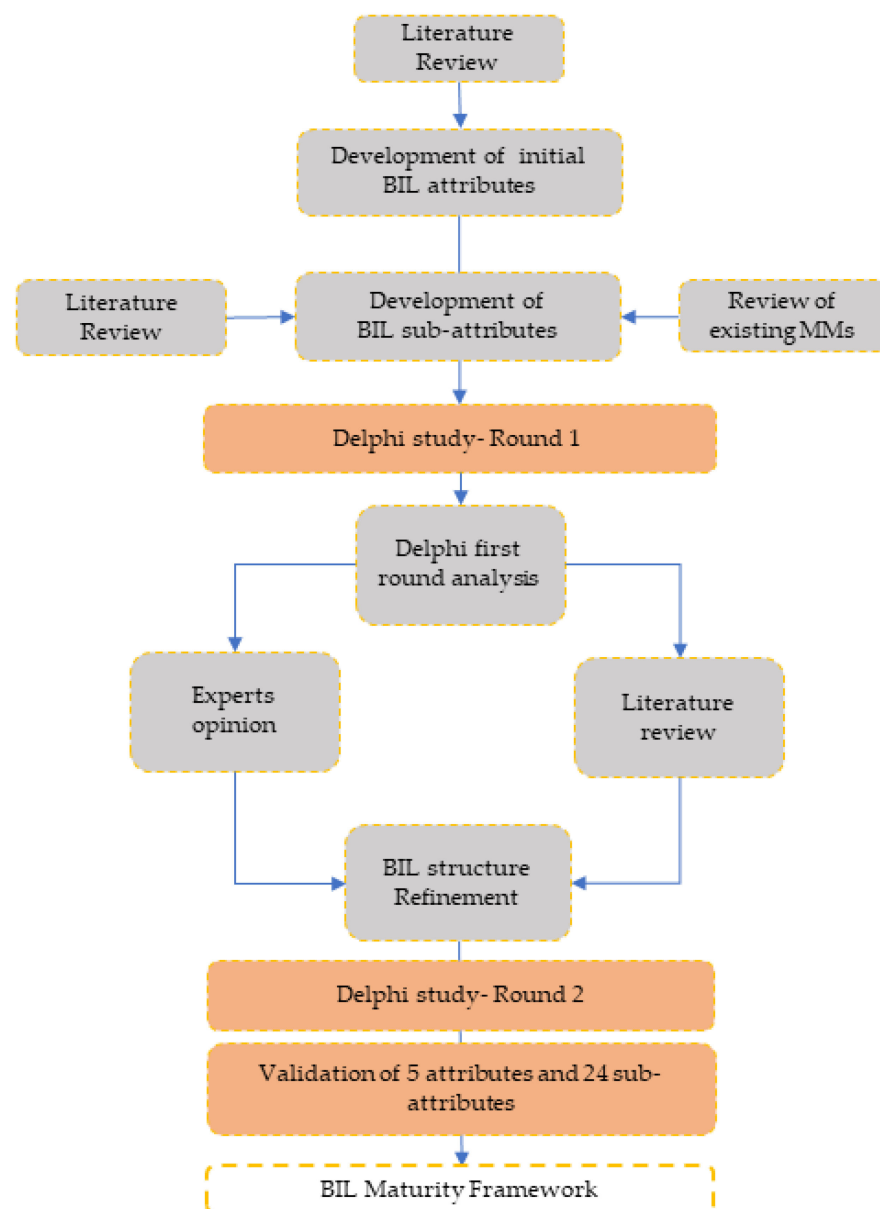 Literature
Review
Development of initial
BIL attributes
Literature
Review
Development of
BIL sub-attributes
Review of
existing MMs
Delphi study- Round 1
Delphi first
round analysis
Experts
opinion
Literature
review
BIL structure
Refinement
Delphi study- Round 2
Validation of 5 attributes and 24 sub-
attributes
BIL Maturity Framework